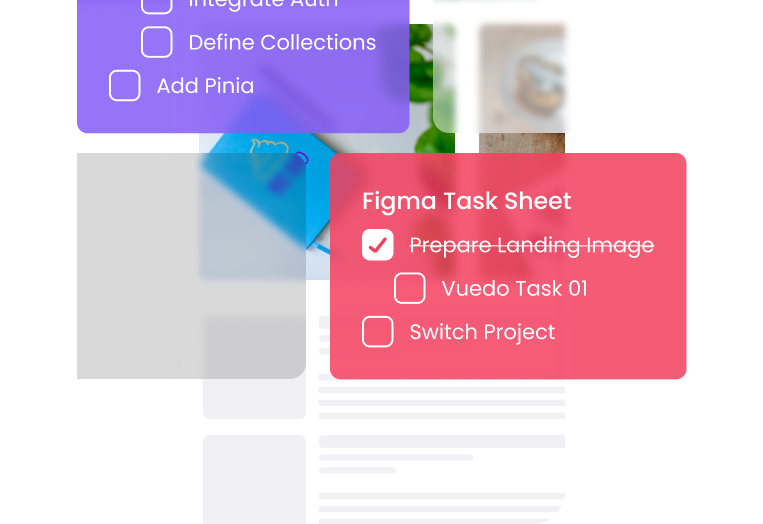 Integrate Auth
Define Collections
Add Pinia
Figma Task Sheet
Prepare Landing Image
Vuedo Task 01
Switch Project